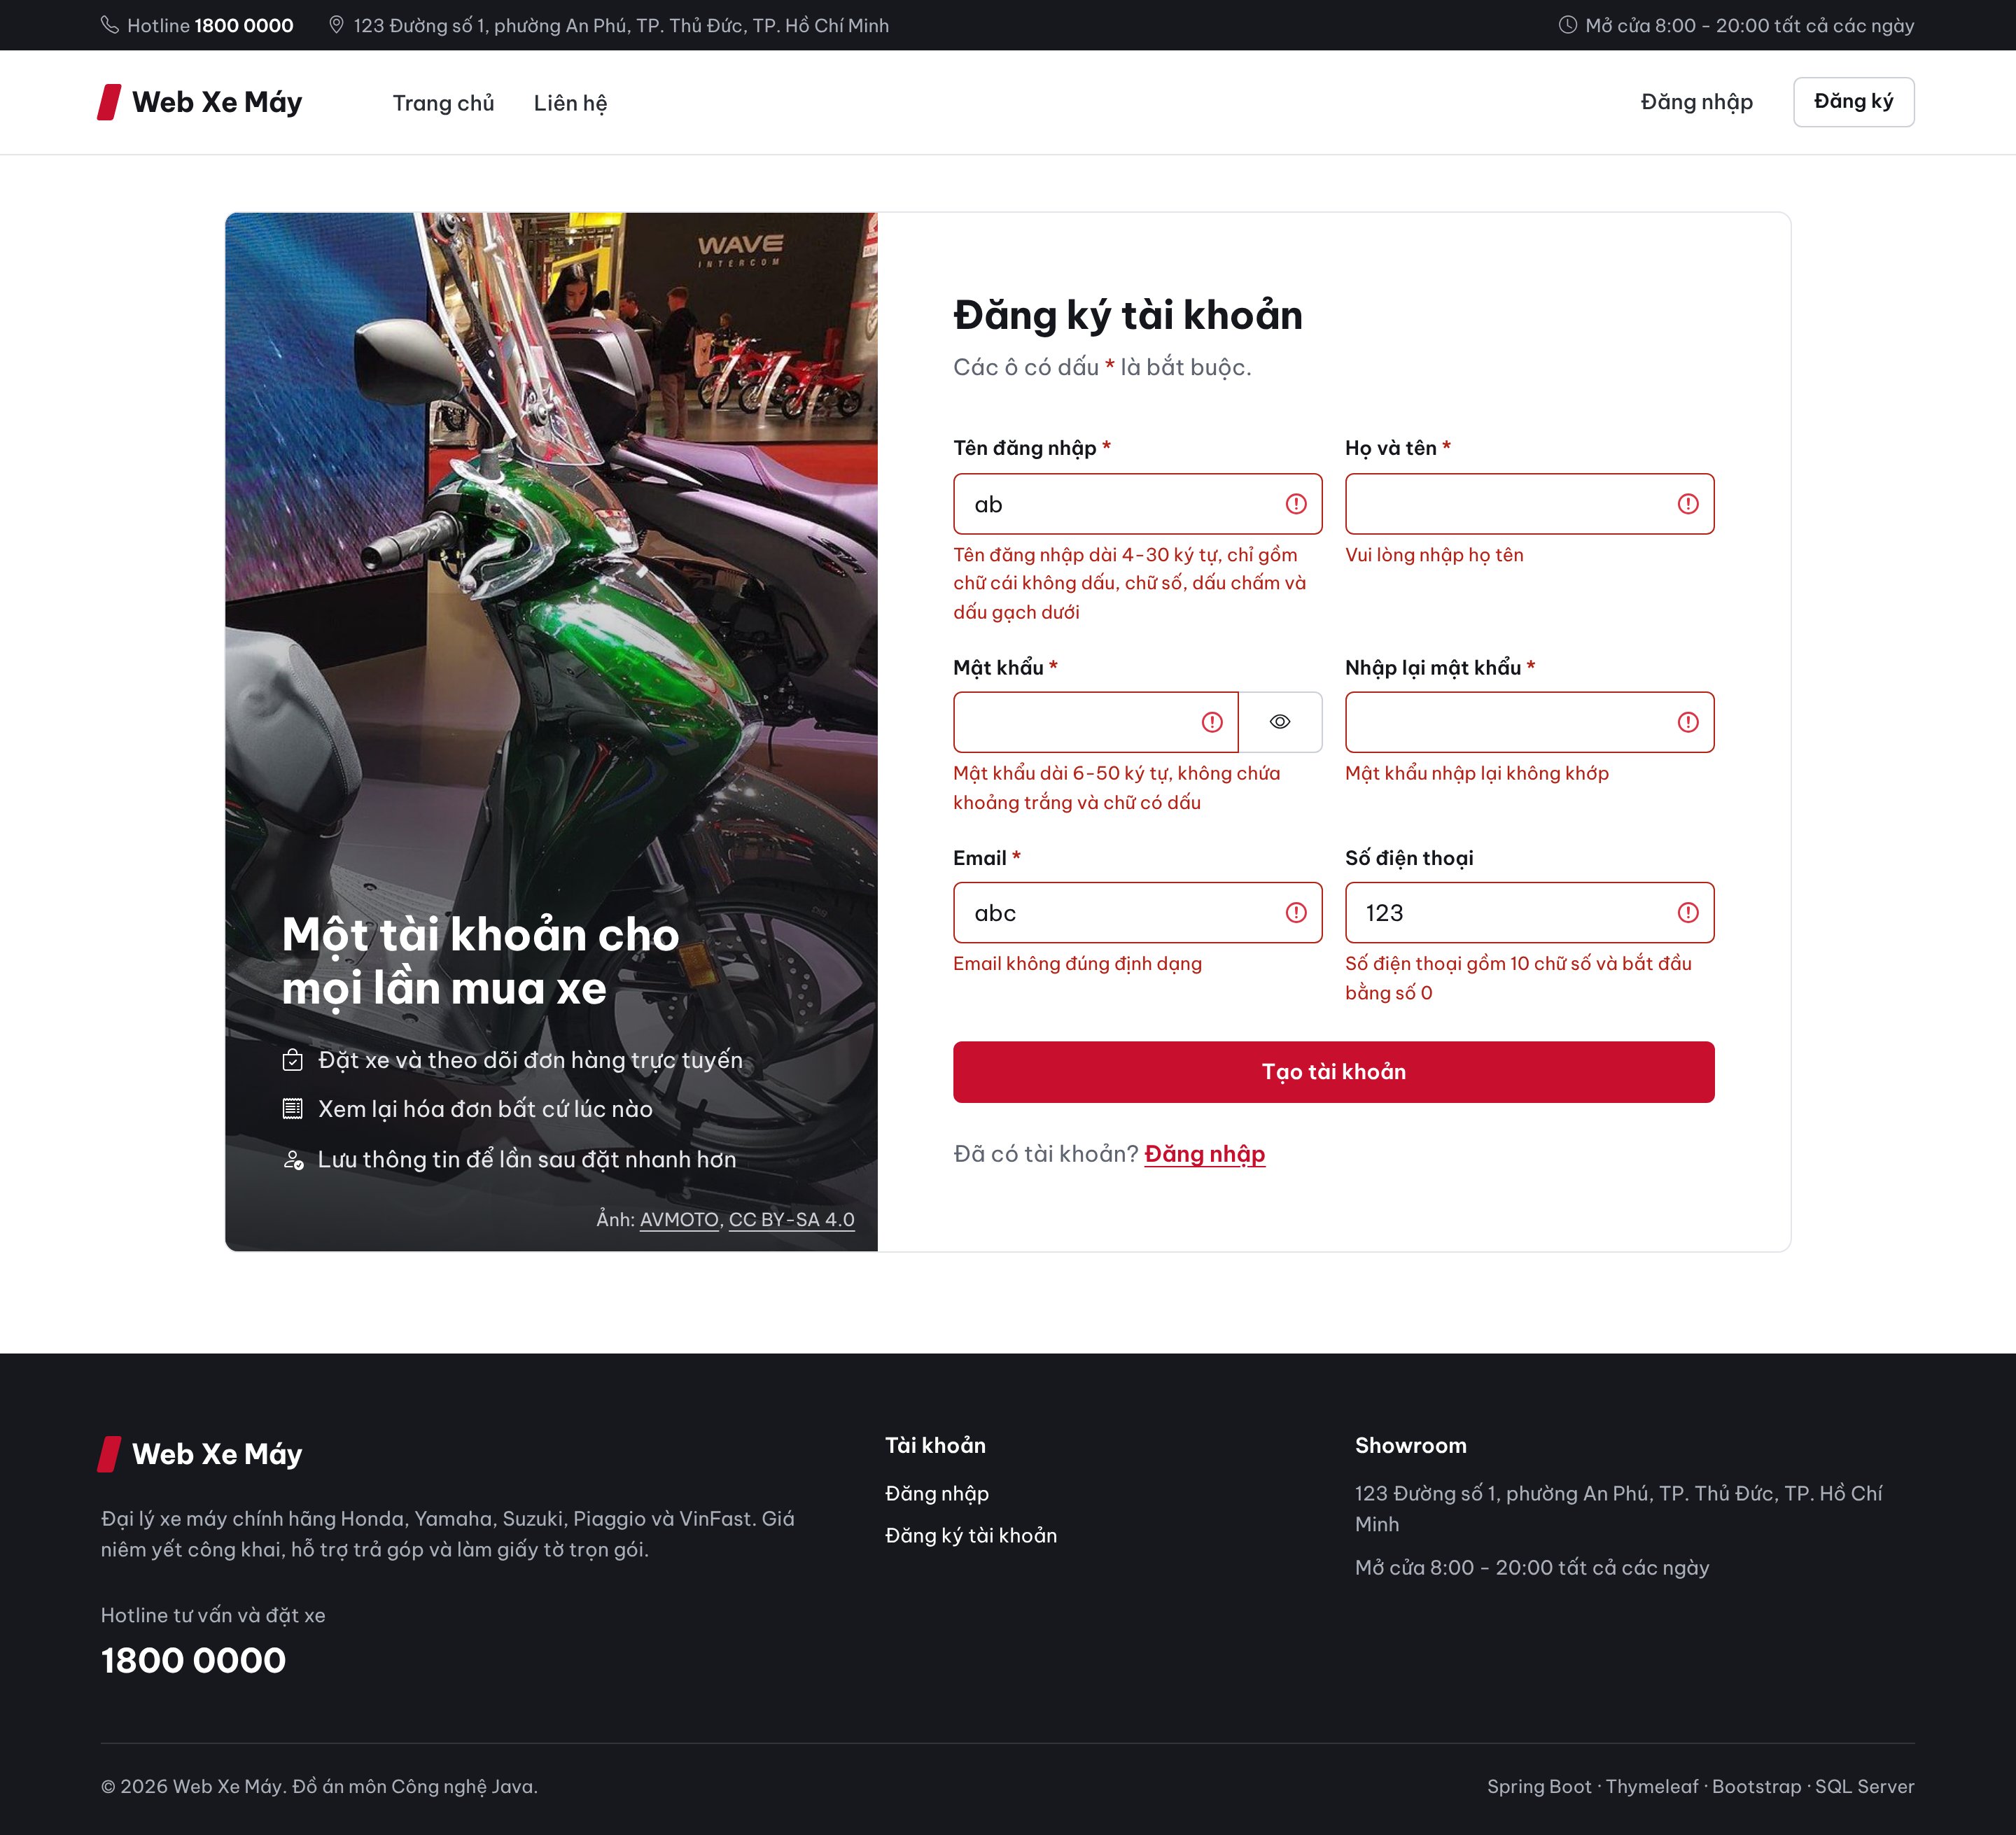 Hotline 1800 0000
123 Đường số 1, phường An Phú, TP. Thủ Đức, TP. Hồ Chí Minh
Mở cửa 8:00 - 20:00 tất cả các ngày
Web Xe Máy
Trang chủ
Liên hệ
Đăng nhập
Đăng ký
WAVE
INTERCOM
Một tài khoản cho
mọi lần mua xe
Đặt xe và theo dõi đơn hàng trực tuyến
Xem lại hóa đơn bất cứ lúc nào
Lưu thông tin để lần sau đặt nhanh hơn
Ảnh: AVMOTO, CC BY-SA 4.0
Đăng ký tài khoản
Các ô có dấu * là bắt buộc.
Tên đăng nhập *
ab
Tên đăng nhập dài 4-30 ký tự, chỉ gồm
chữ cái không dấu, chữ số, dấu chấm và
dấu gạch dưới
Họ và tên *
Vui lòng nhập họ tên
Mật khẩu *
Mật khẩu dài 6-50 ký tự, không chứa
khoảng trắng và chữ có dấu
Nhập lại mật khẩu *
Mật khẩu nhập lại không khớp
Email *
abc
Email không đúng định dạng
Số điện thoại
123
Số điện thoại gồm 10 chữ số và bắt đầu
bằng số 0
Tạo tài khoản
Đã có tài khoản? Đăng nhập
Web Xe Máy
Đại lý xe máy chính hãng Honda, Yamaha, Suzuki, Piaggio và VinFast. Giá
niêm yết công khai, hỗ trợ trả góp và làm giấy tờ trọn gói.
Hotline tư vấn và đặt xe
1800 0000
Tài khoản
Đăng nhập
Đăng ký tài khoản
Showroom
123 Đường số 1, phường An Phú, TP. Thủ Đức, TP. Hồ Chí
Minh
Mở cửa 8:00 - 20:00 tất cả các ngày
© 2026 Web Xe Máy. Đồ án môn Công nghệ Java.
Spring Boot · Thymeleaf · Bootstrap · SQL Server